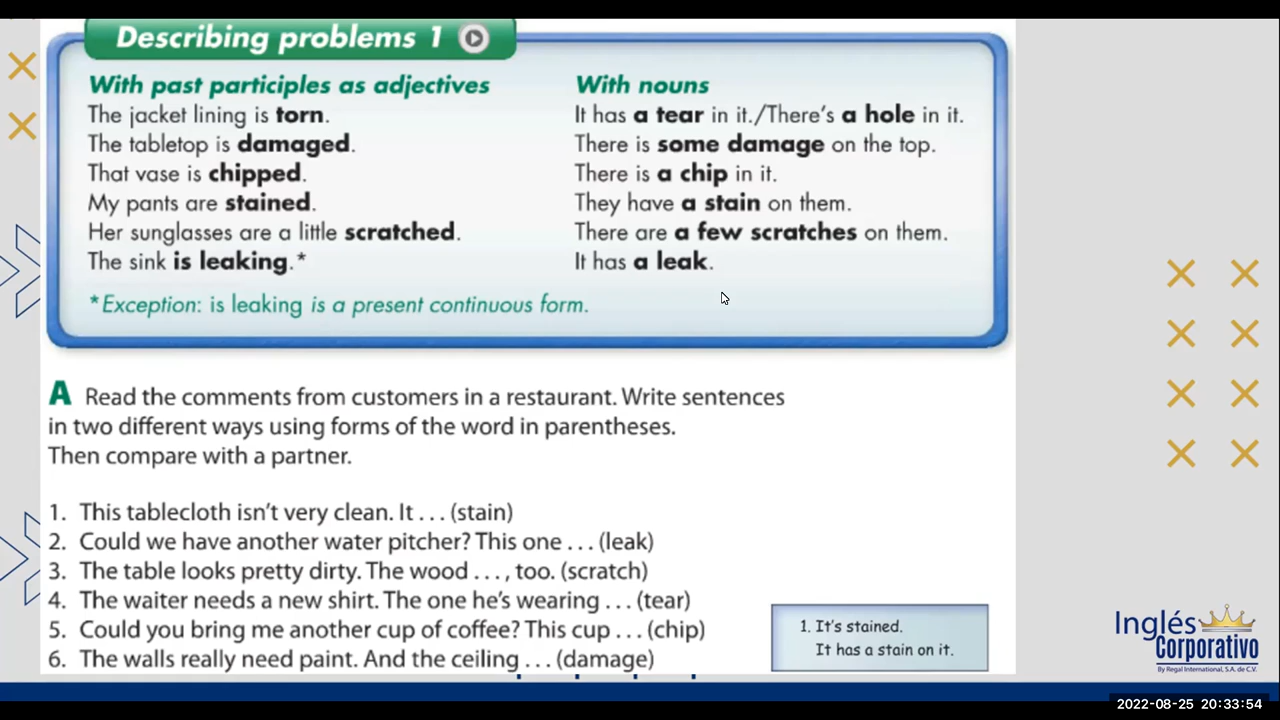 Describing problems 1
With past participles as adjectives
The jacket lining is torn.
The tabletop is damaged.
That vase is chipped.
My pants are stained.
Her sunglasses are a little scratched.
The sink is leaking.*
With nouns
It has a tear in it./There's a hole in it.
There is some damage on the top.
There is a chip in it.
They have a stain on them.
There are a few scratches on them.
It has a leak.
*Exception: is leaking is a present continuous form.
A Read the comments from customers in a restaurant. Write sentences
in two different ways using forms of the word in parentheses.
Then compare with a partner.
1. This tablecloth isn't very clean. It . . . (stain)
2. Could we have another water pitcher? This one . . . (leak)
3. The table looks pretty dirty. The wood . . . , too. (scratch)
4. The waiter needs a new shirt. The one he's wearing . . . (tear)
5. Could you bring me another cup of coffee? This cup . . . (chip)
6. The walls really need paint. And the ceiling . . . (damage)
1. It's stained.
It has a stain on it.
Inglés
Corporativo
By Regal International, S.A. de C.V.
2022-08-25 20:33:54